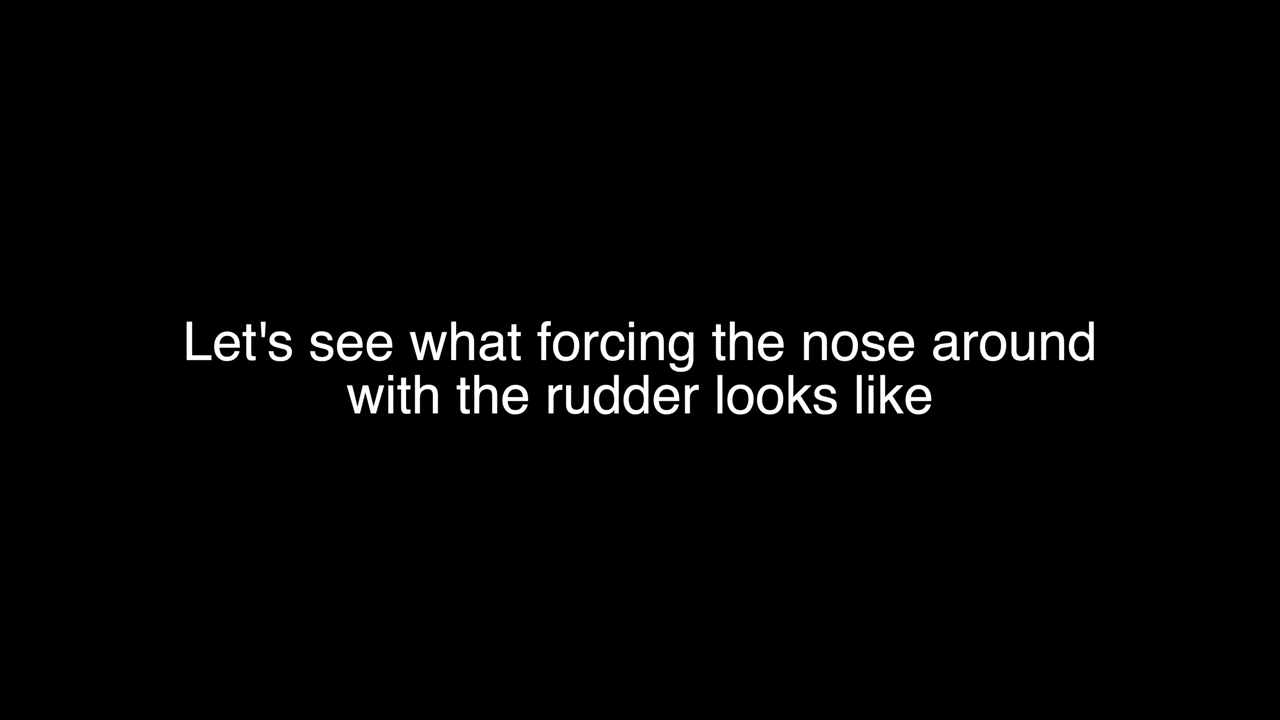 Let's see what forcing the nose around
with the rudder looks like